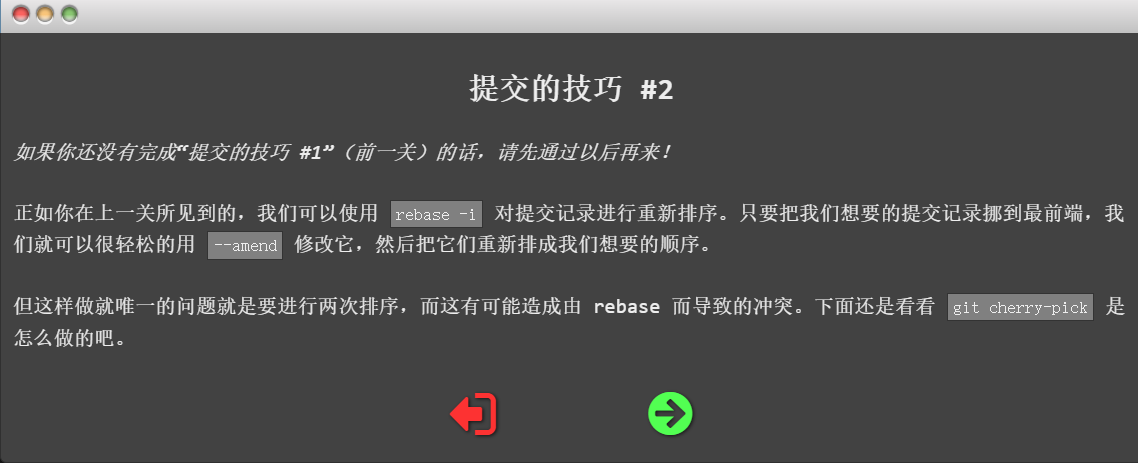 提交的技巧 #2
如果你还没有完成“提交的技巧 #1”（前一关）的话，请先通过以后再来！
正如你在上一关所见到的，我们可以使用 rebase -i 对提交记录进行重新排序。只要把我们想要的提交记录挪到最前端，我
们就可以很轻松的用 --amend 修改它，然后把它们重新排成我们想要的顺序。
但这样做就唯一的问题就是要进行两次排序，而这有可能造成由 rebase 而导致的冲突。下面还是看看 git cherry-pick 是
怎么做的吧。